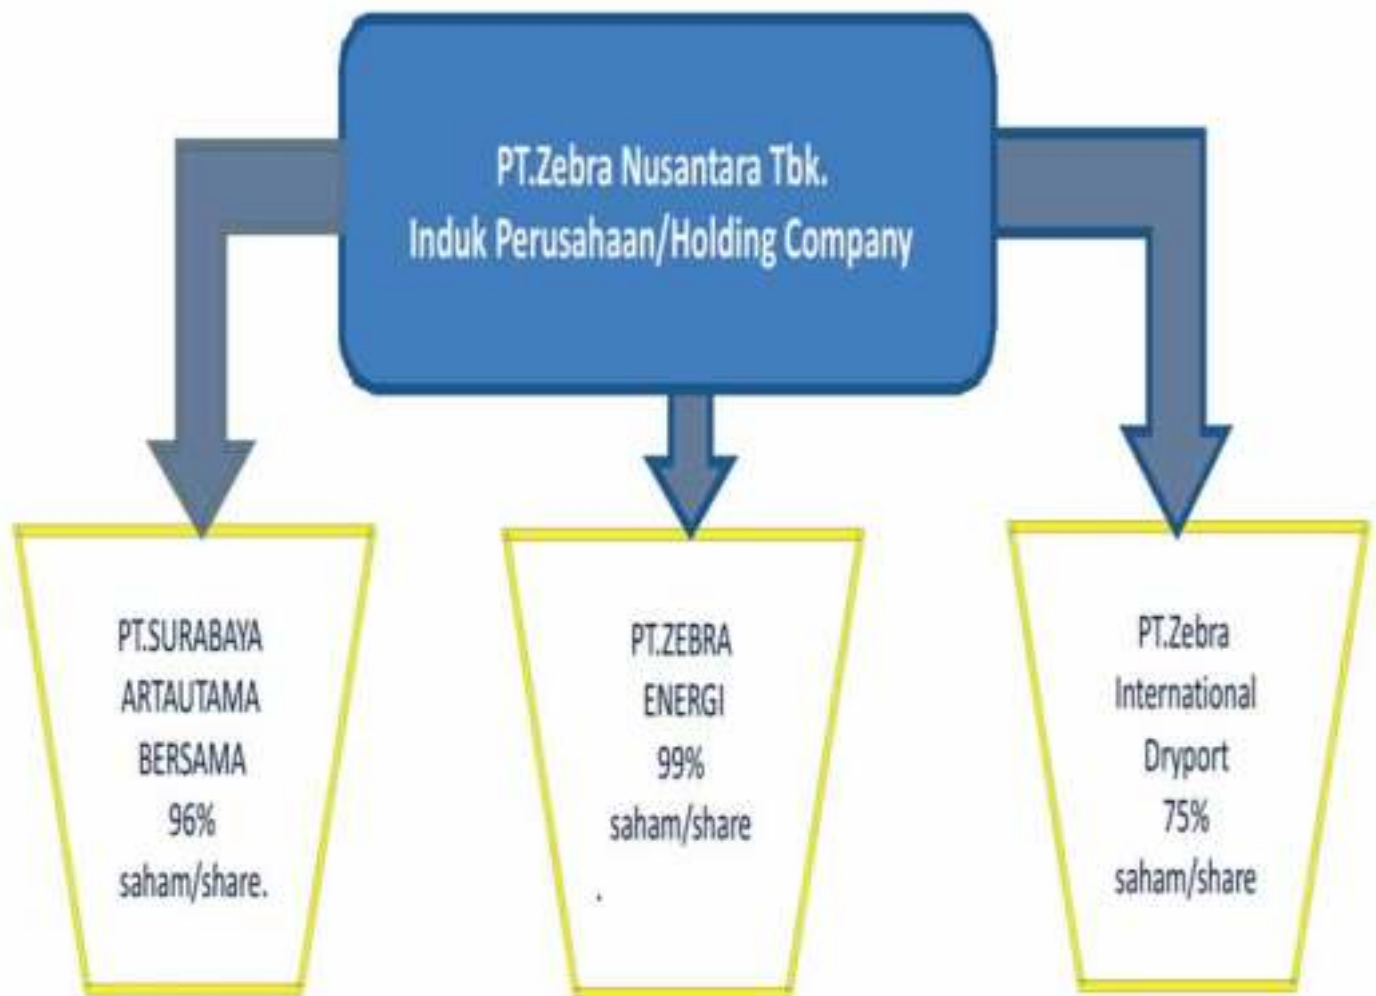 PT.Zebra Nusantara Tbk.
Induk Perusahaan/Holding Company
PT.SURABAYA
ARTAUTAMA
BERSAMA
96%
saham/share.
PT.ZEBRA
ENERGI
99%
saham/share
.
PT.Zebra
International
Dryport
75%
saham/share